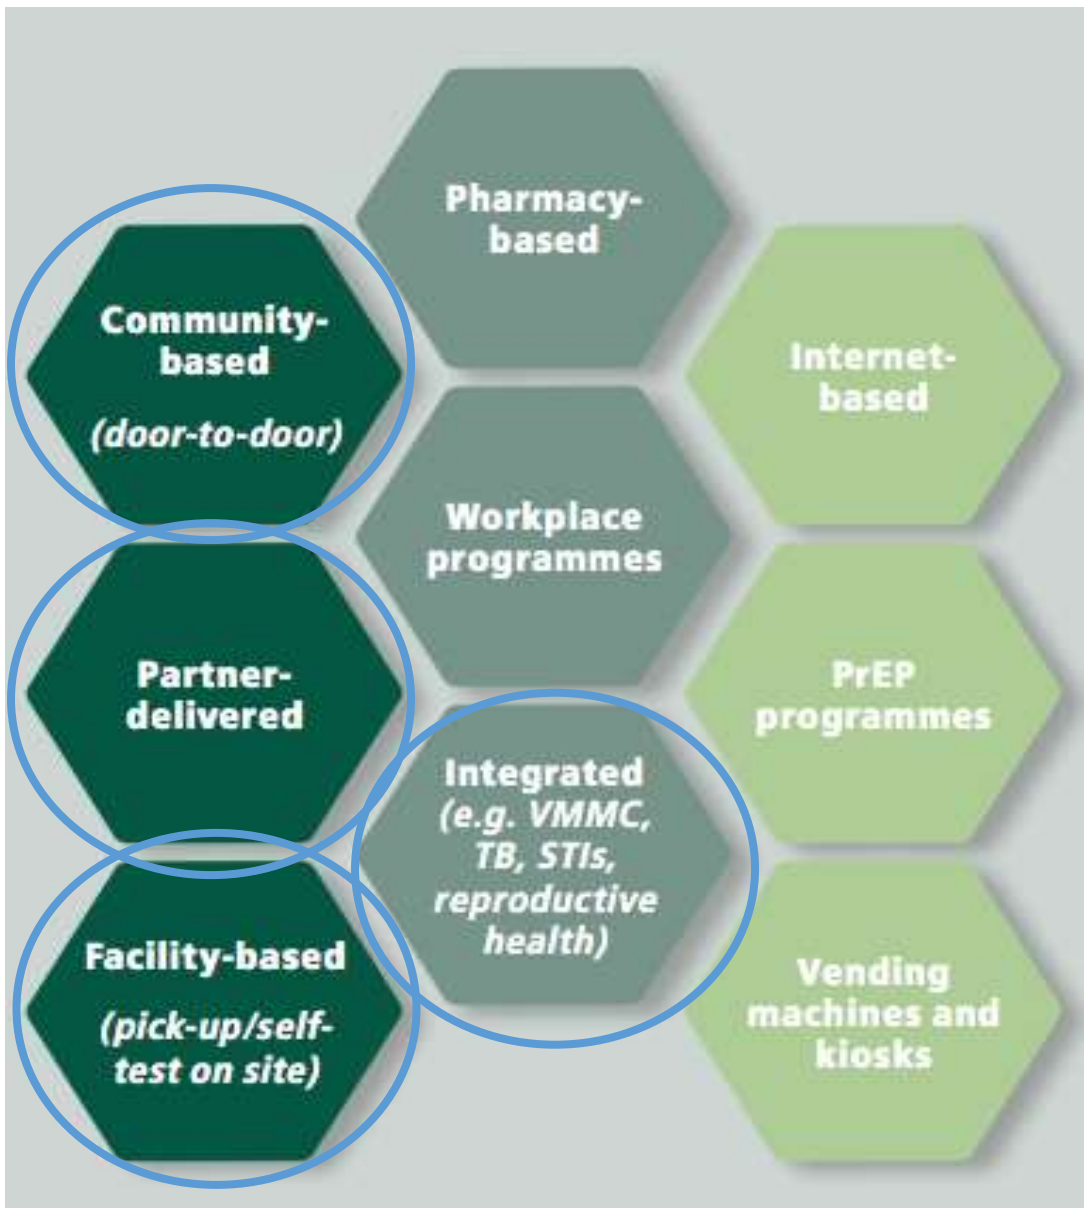 Pharmacy-
based
Community-
based
(door-to-door)
Internet-
based
Workplace
programmes
Partner-
delivered
PrEP
programmes
Integrated
(e.g. VMMC,
TB, STIs,
reproductive
health)
Facility-based
(pick-up/self-
test on site)
Vending
machines and
kiosks